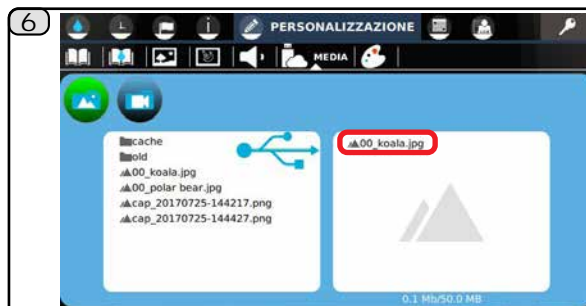 6
PERSONALIZZAZIONE
MEDIA
cache
old
00_koala.jpg
00_polar bear.jpg
cap_20170725-144217.png
cap_20170725-144427.png
00_koala.jpg
0.1 Mb/50.0 MB